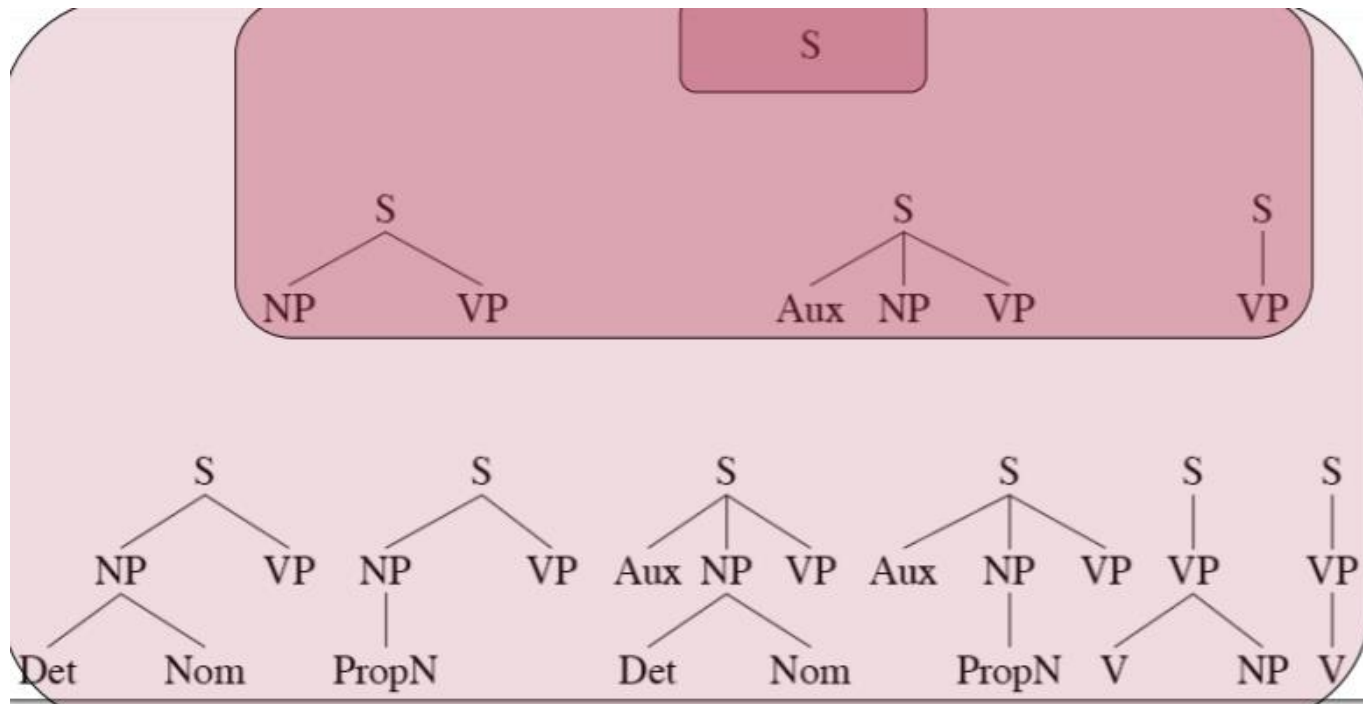 S
S S S
NP VP Aux NP VP VP
S S S S S S
NP VP NP VP Aux NP VP Aux NP VP VP VP
Det Nom PropN Det Nom PropN V NP V